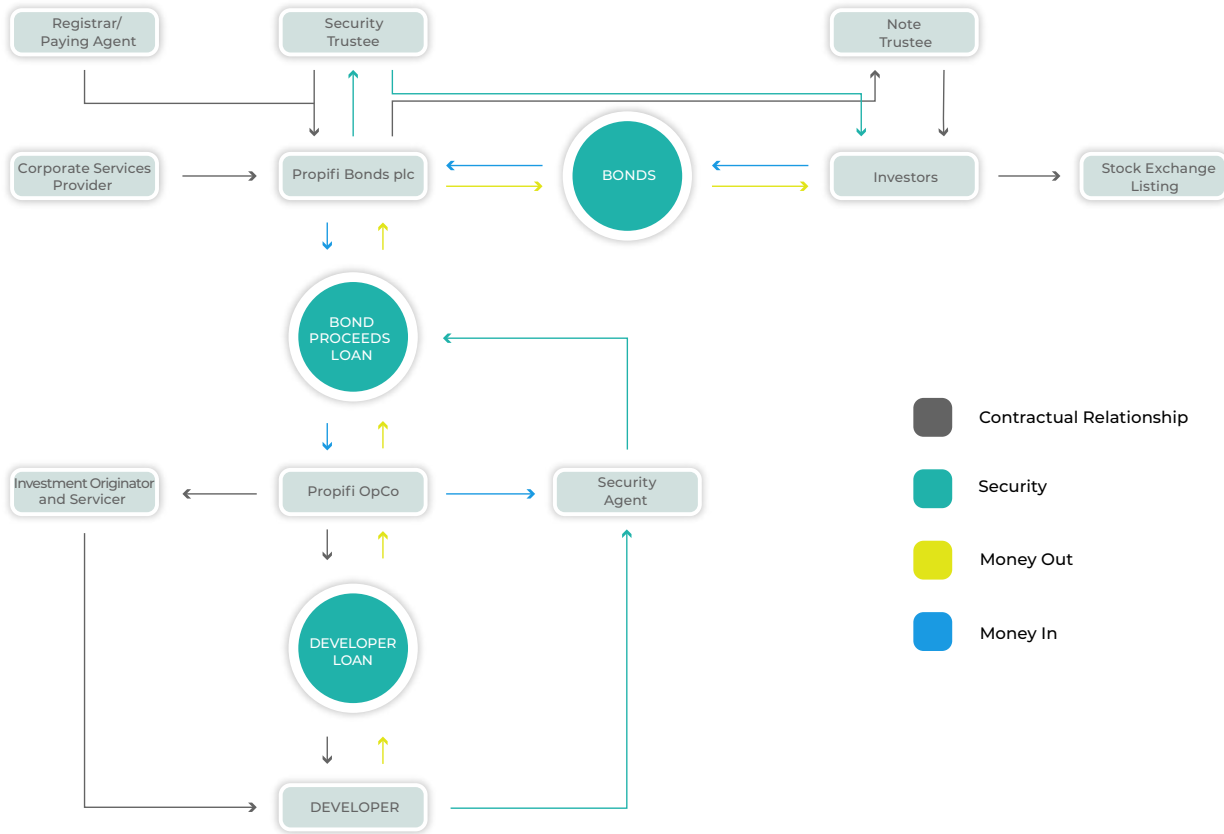 Registrar/
Paying Agent
Security
Trustee
Note
Trustee
Corporate Services
Provider
Propifi Bonds plc
BONDS
Investors
Stock Exchange
Listing
BOND
PROCEEDS
LOAN
Contractual Relationship
Investment Originator
and Servicer
Propifi OpCo
Security
Agent
Security
Money Out
DEVELOPER
LOAN
Money In
DEVELOPER